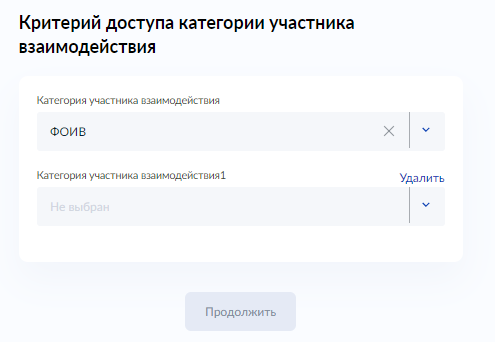 Критерий доступа категории участника
взаимодействия
Категория участника взаимодействия
ФОИВ
Категория участника взаимодействия1
Удалить
Не выбран
Продолжить